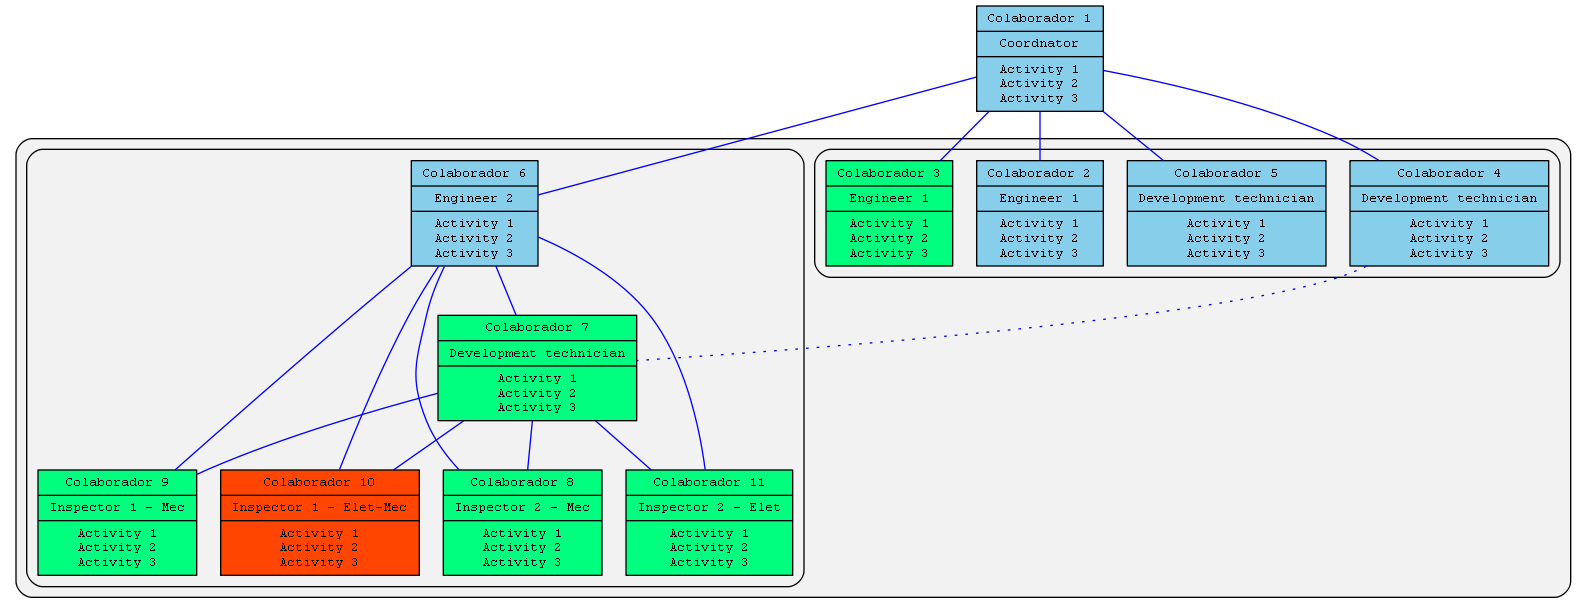 Colaborador 1
Coordnator
Activity 1
Activity 2
Activity 3
Colaborador 6
Engineer 2
Activity 1
Activity 2
Activity 3
Colaborador 3
Engineer 1
Activity 1
Activity 2
Activity 3
Colaborador 2
Engineer 1
Activity 1
Activity 2
Activity 3
Colaborador 5
Development technician
Activity 1
Activity 2
Activity 3
Colaborador 4
Development technician
Activity 1
Activity 2
Activity 3
Colaborador 7
Development technician
Activity 1
Activity 2
Activity 3
Colaborador 9
Inspector 1 - Mec
Activity 1
Activity 2
Activity 3
Colaborador 10
Inspector 1 - Elet-Mec
Activity 1
Activity 2
Activity 3
Colaborador 8
Inspector 2 - Mec
Activity 1
Activity 2
Activity 3
Colaborador 11
Inspector 2 - Elet
Activity 1
Activity 2
Activity 3